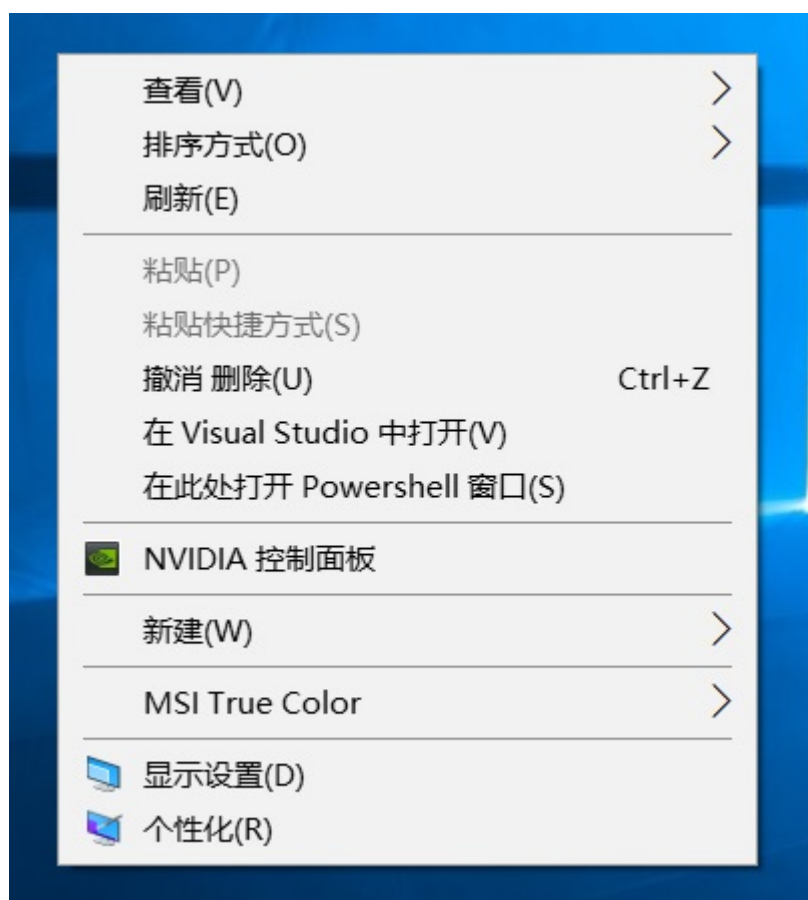 查看(V)
排序方式(O)
刷新(E)
粘贴(P)
粘贴快捷方式(S)
撤消 删除(U) Ctrl+Z
在 Visual Studio 中打开(V)
在此处打开 Powershell 窗口(S)
NVIDIA 控制面板
新建(W)
MSI True Color
显示设置(D)
个性化(R)